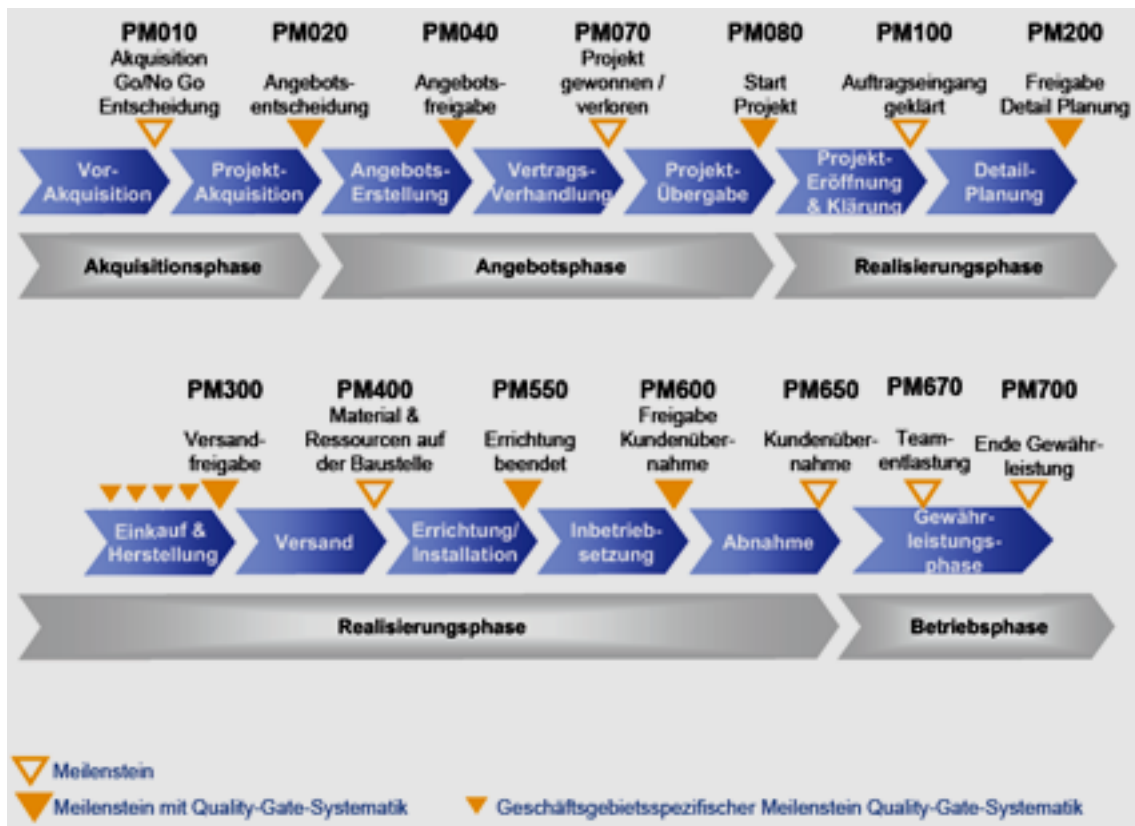 PM010
Akquisition
Go/No Go
Entscheidung
PM020
Angebots-
entscheidung
PM040
Angebots-
freigabe
PM070
Projekt
gewonnen /
verloren
PM080
Start
Projekt
PM100
Auftragseingang
geklärt
PM200
Freigabe
Detail Planung
Vor-
Akquisition
Projekt-
Akquisition
Angebots-
Erstellung
Vertrags-
Verhandlung
Projekt-
Übergabe
Projekt-
Eröffnung
& Klärung
Detail-
Planung
Akquisitionsphase
Angebotsphase
Realisierungsphase
PM300
Versand-
freigabe
PM400
Material &
Ressourcen auf
der Baustelle
PM550
Errichtung
beendet
PM600
Freigabe
Kundenüber-
nahme
PM650
Kundenüber-
nahme
PM670
Team-
entlastung
PM700
Ende Gewähr-
leistung
Einkauf &
Herstellung
Versand
Errichtung/
Installation
Inbetrieb-
setzung
Abnahme
Gewähr-
leistungs-
phase
Realisierungsphase
Betriebsphase
Meilenstein
Meilenstein mit Quality-Gate-Systematik
Geschäftsgebietsspezifischer Meilenstein Quality-Gate-Systematik